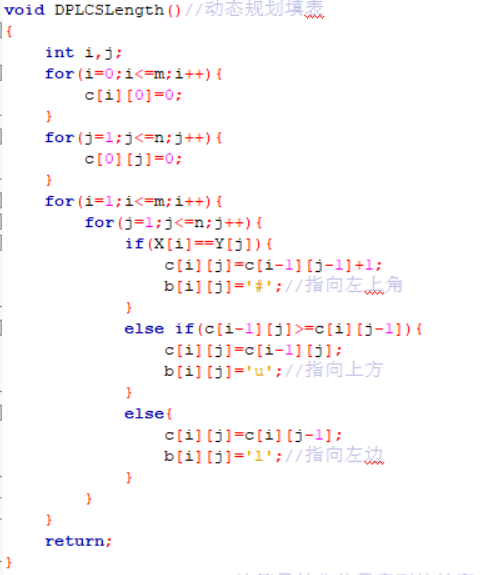 void DPLCSLength()//动态规划填表
{
    int i,j;
    for(i=0;i<=m;i++){
        c[i][0]=0;
    }
    for(j=1;j<=n;j++){
        c[0][j]=0;
    }
    for(i=1;i<=m;i++){
        for(j=1;j<=n;j++){
            if(X[i]==Y[j]){
                c[i][j]=c[i-1][j-1]+1;
                b[i][j]='#';//指向左上角
            }
            else if(c[i-1][j]>=c[i][j-1]){
                c[i][j]=c[i-1][j];
                b[i][j]='u';//指向上方
            }
            else{
                c[i][j]=c[i][j-1];
                b[i][j]='l';//指向左边
            }
        }
    }
    return;
}